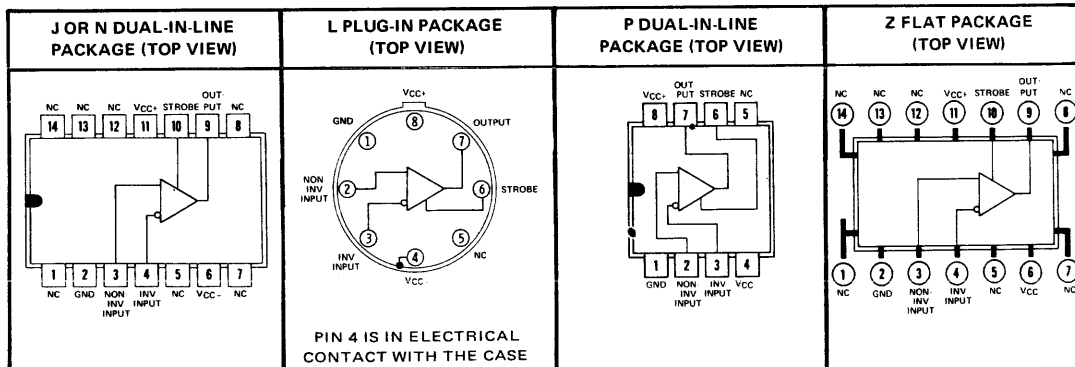 J OR N DUAL-IN-LINE
PACKAGE (TOP VIEW)
NC NC NC VCC+ STROBE OUT-
PUT NC
14 13 12 11 10 9 8
1 2 3 4 5 6 7
NC GND NON
INV
INPUT INV
INPUT NC VCC- NC
L PLUG-IN PACKAGE
(TOP VIEW)
VCC+
8
GND
1
OUTPUT
7
NON
INV
INPUT
2
6
STROBE
3
INV
INPUT
5
NC
4
VCC-
PIN 4 IS IN ELECTRICAL
CONTACT WITH THE CASE
P DUAL-IN-LINE
PACKAGE (TOP VIEW)
VCC+ OUT
PUT STROBE NC
8 7 6 5
1 2 3 4
GND NON-
INV
INPUT INV
INPUT VCC
Z FLAT PACKAGE
(TOP VIEW)
NC NC NC VCC+ STROBE OUT-
PUT NC
14 13 12 11 10 9 8
1 2 3 4 5 6 7
NC GND NON-
INV
INPUT INV
INPUT NC VCC NC